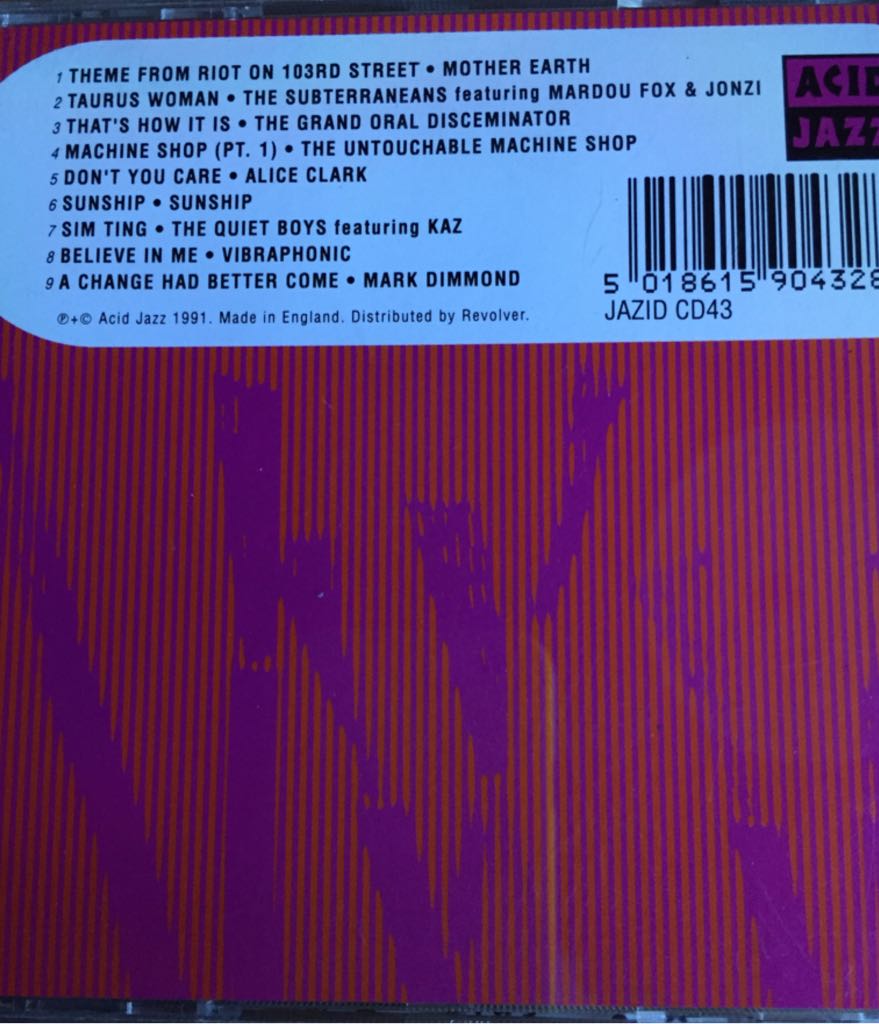 1 THEME FROM RIOT ON 103RD STREET • MOTHER EARTH
2 TAURUS WOMAN • THE SUBTERRANEANS featuring MARDOU FOX & JONZI
3 THAT'S HOW IT IS • THE GRAND ORAL DISCEMINATOR
4 MACHINE SHOP (PT. 1) • THE UNTOUCHABLE MACHINE SHOP
5 DON'T YOU CARE • ALICE CLARK
6 SUNSHIP • SUNSHIP
7 SIM TING • THE QUIET BOYS featuring KAZ
8 BELIEVE IN ME • VIBRAPHONIC
9 A CHANGE HAD BETTER COME • MARK DIMMOND
℗+© Acid Jazz 1991. Made in England. Distributed by Revolver.
ACID
JAZZ
5 018615 904328
JAZID CD43